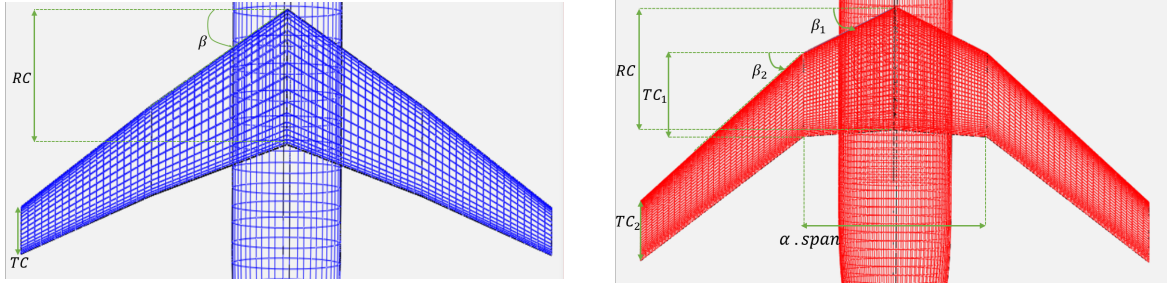 β
RC
TC
β₁
RC
β₂
TC₁
TC₂
α . span